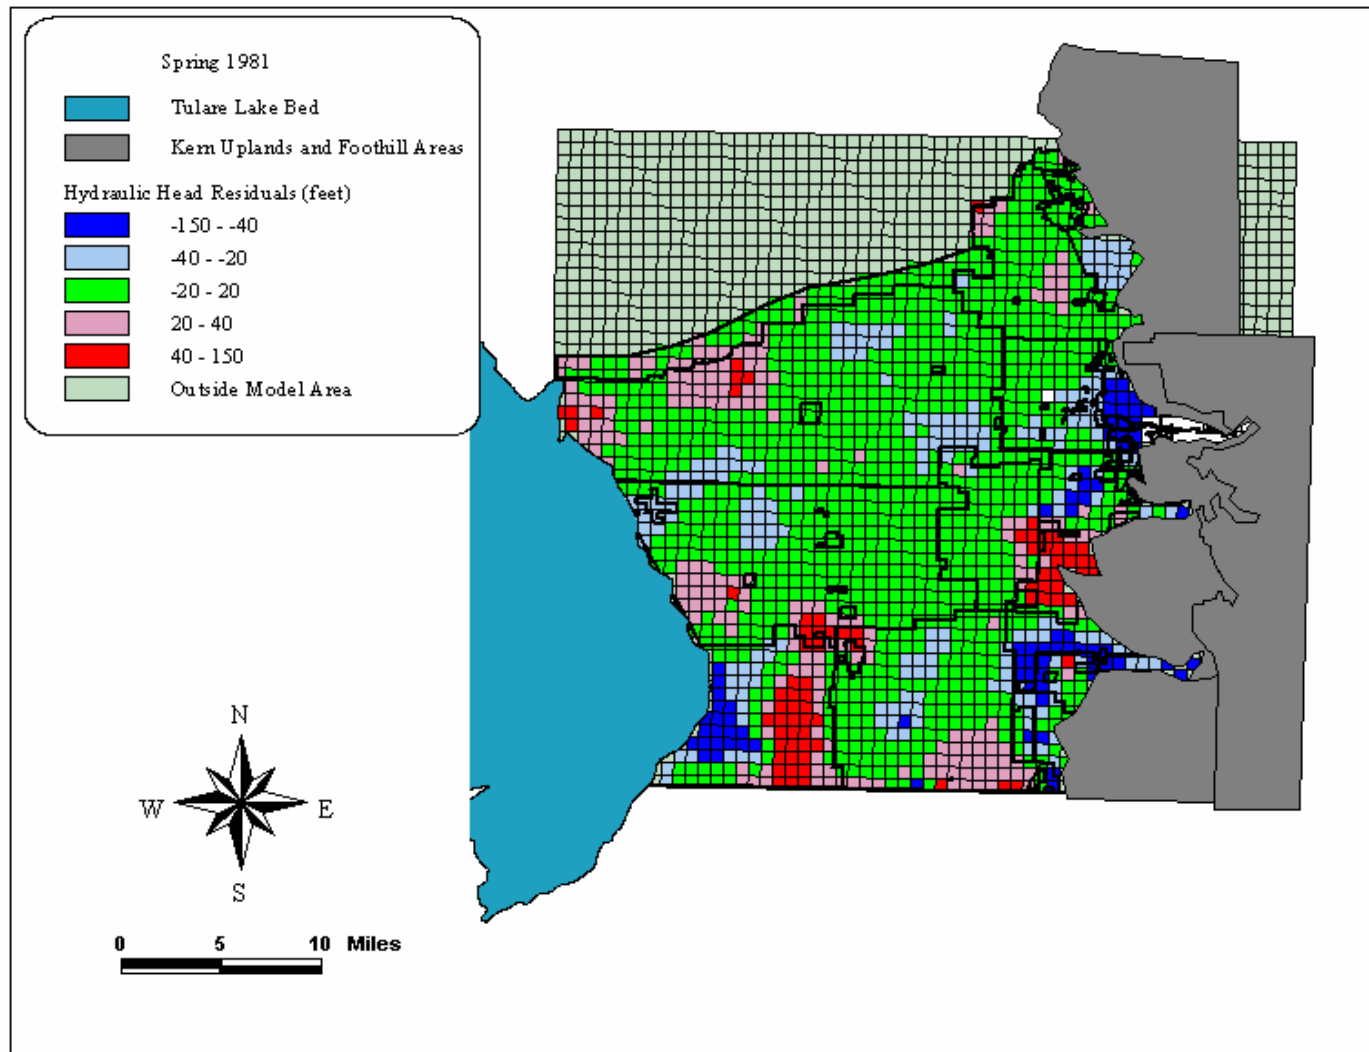 Spring 1981
Tulare Lake Bed
Kern Uplands and Foothill Areas
Hydraulic Head Residuals (feet)
-150 - -40
-40 - -20
-20 - 20
20 - 40
40 - 150
Outside Model Area
N
W E
S
0 5 10 Miles